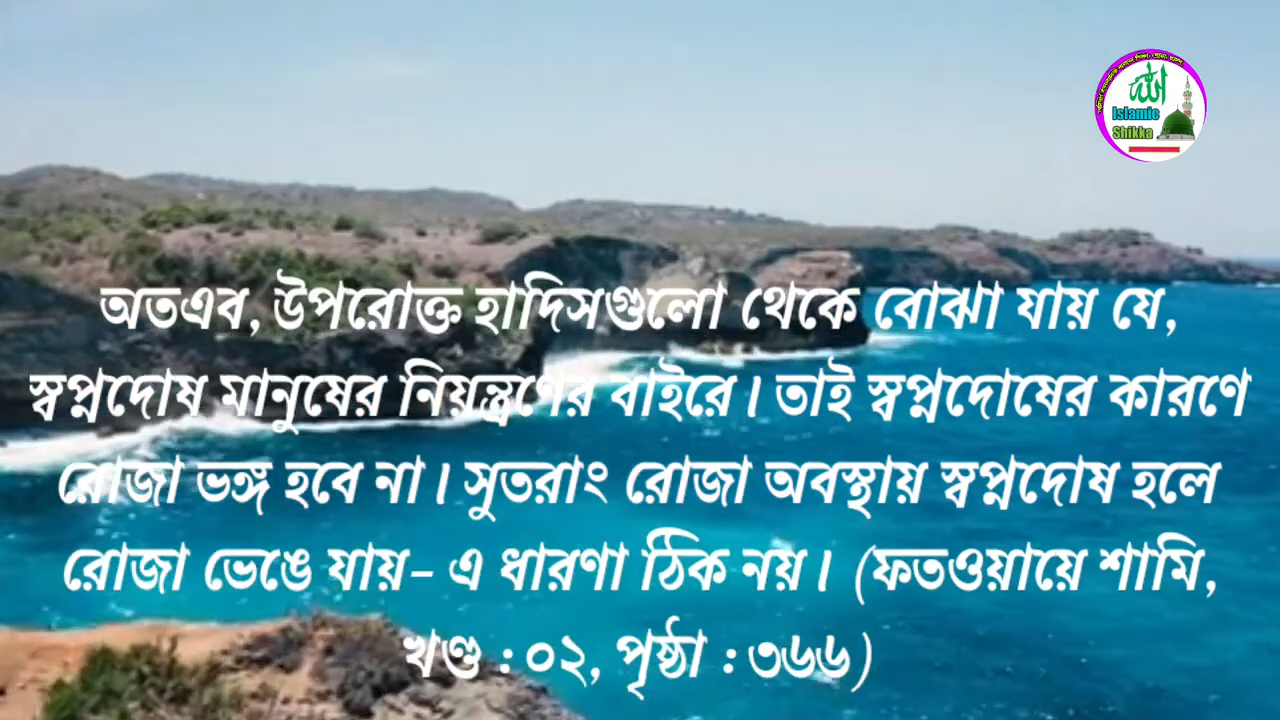 الله
Islamic
Shikka
অতএব, উপরোক্ত হাদিসগুলো থেকে বোঝা যায় যে,
স্বপ্নদোষ মানুষের নিয়ন্ত্রণের বাইরে। তাই স্বপ্নদোষের কারণে
রোজা ভঙ্গ হবে না। সুতরাং রোজা অবস্থায় স্বপ্নদোষ হলে
রোজা ভেঙে যায়– এ ধারণা ঠিক নয়। (ফতওয়ায়ে শামি,
খণ্ড : ০২, পৃষ্ঠা : ৩৬৬)